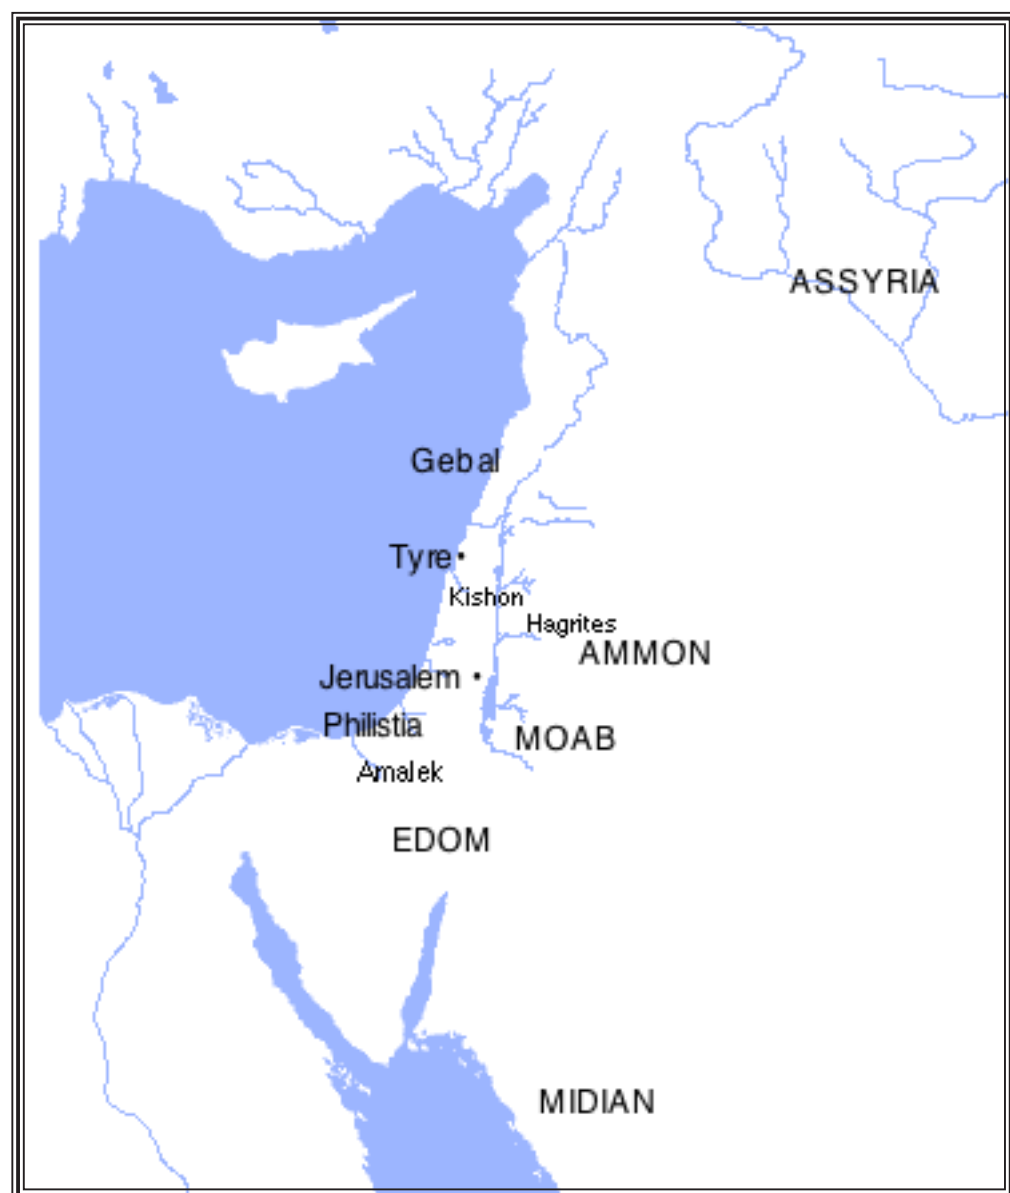 ASSYRIA
Gebal
Tyre
Kishon
Hagrites
AMMON
Jerusalem
Philistia
MOAB
Amalek
EDOM
MIDIAN